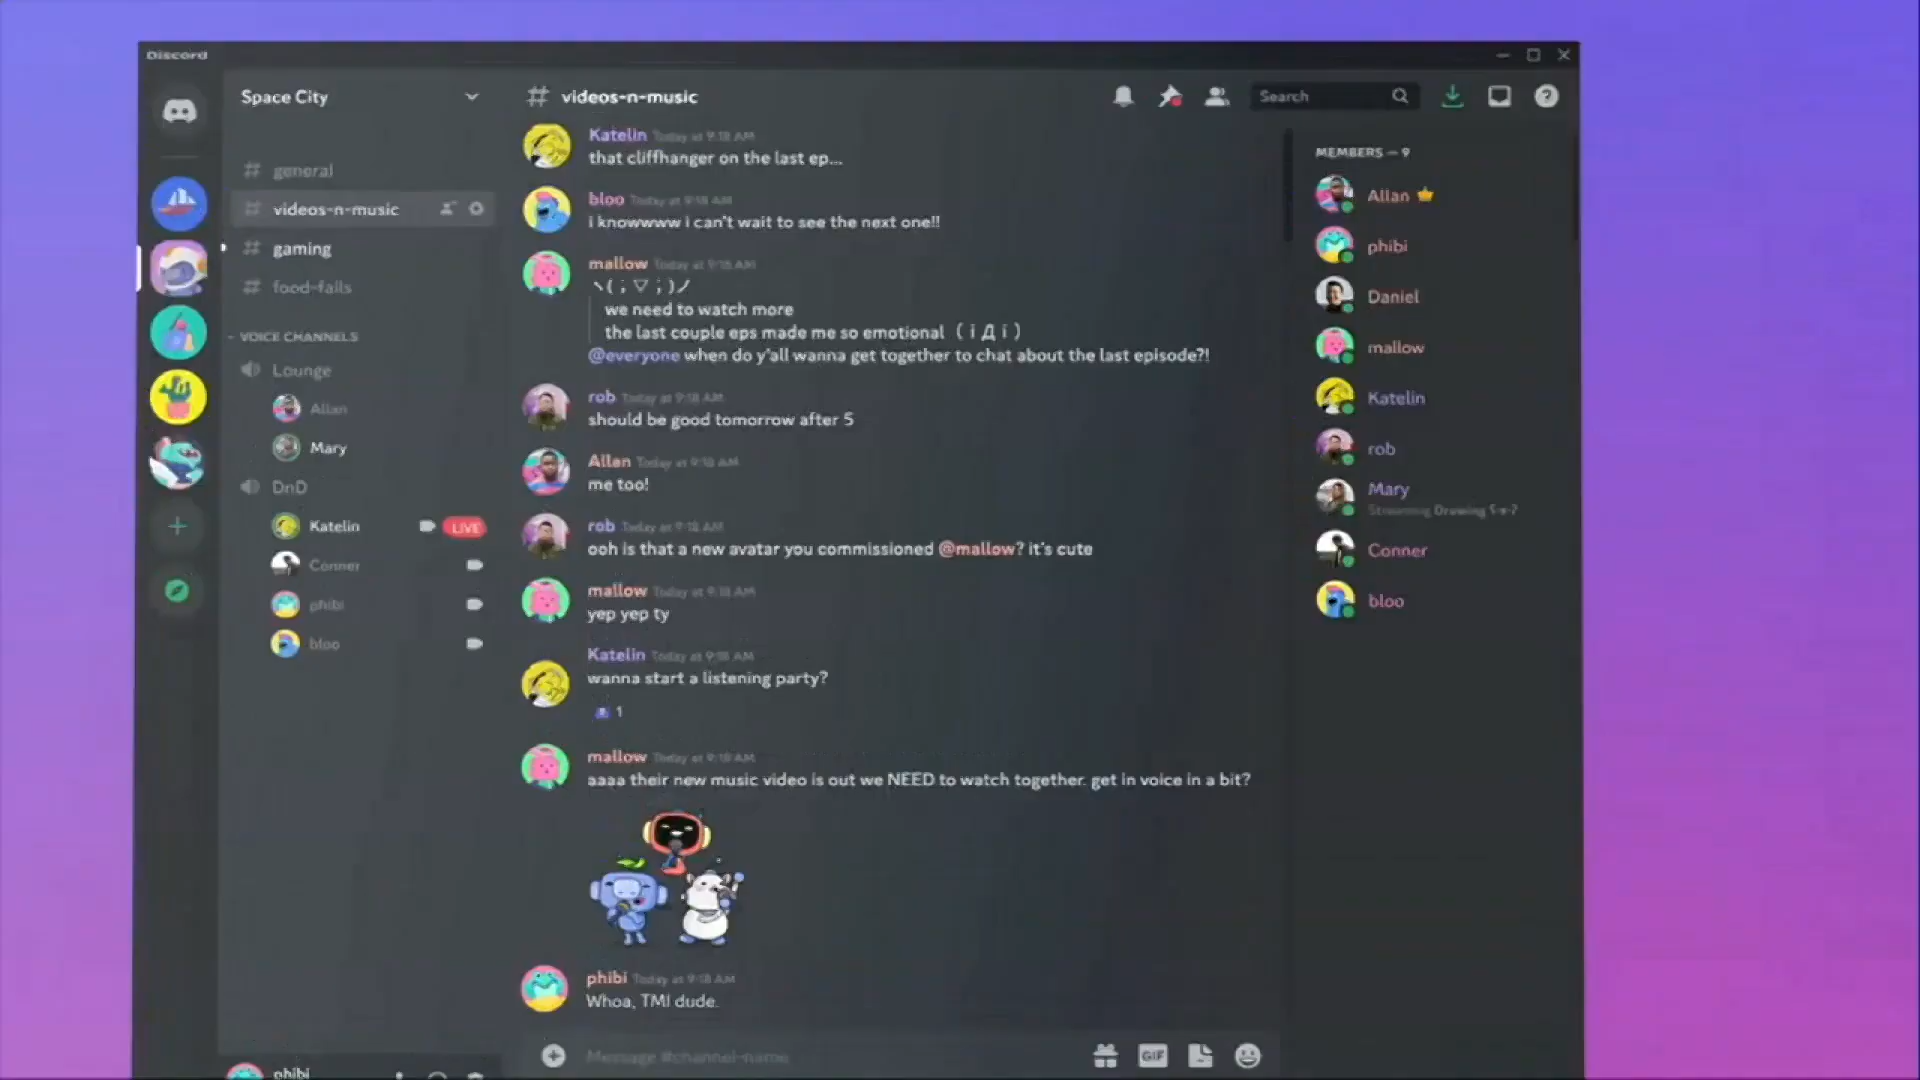 Discord
Space City
# videos-n-music
Search
# general
# videos-n-music
# gaming
# food-fails
VOICE CHANNELS
Lounge
Allan
Mary
DnD
Katelin LIVE
Conner
phibi
bloo
phibi
Katelin Today at 9:18 AM
that cliffhanger on the last ep...
bloo Today at 9:18 AM
i knowwww i can't wait to see the next one!!
mallow Today at 9:18 AM
ヽ(；▽；)ノ
we need to watch more
the last couple eps made me so emotional （ｉДｉ）
@everyone when do y'all wanna get together to chat about the last episode?!
rob Today at 9:18 AM
should be good tomorrow after 5
Allan Today at 9:18 AM
me too!
rob Today at 9:18 AM
ooh is that a new avatar you commissioned @mallow? it's cute
mallow Today at 9:18 AM
yep yep ty
Katelin Today at 9:18 AM
wanna start a listening party?
1
mallow Today at 9:18 AM
aaaa their new music video is out we NEED to watch together. get in voice in a bit?
phibi Today at 9:18 AM
Whoa, TMI dude.
Message #channel-name
GIF
MEMBERS — 9
Allan
phibi
Daniel
mallow
Katelin
rob
Mary
Streaming Drawing
Conner
bloo